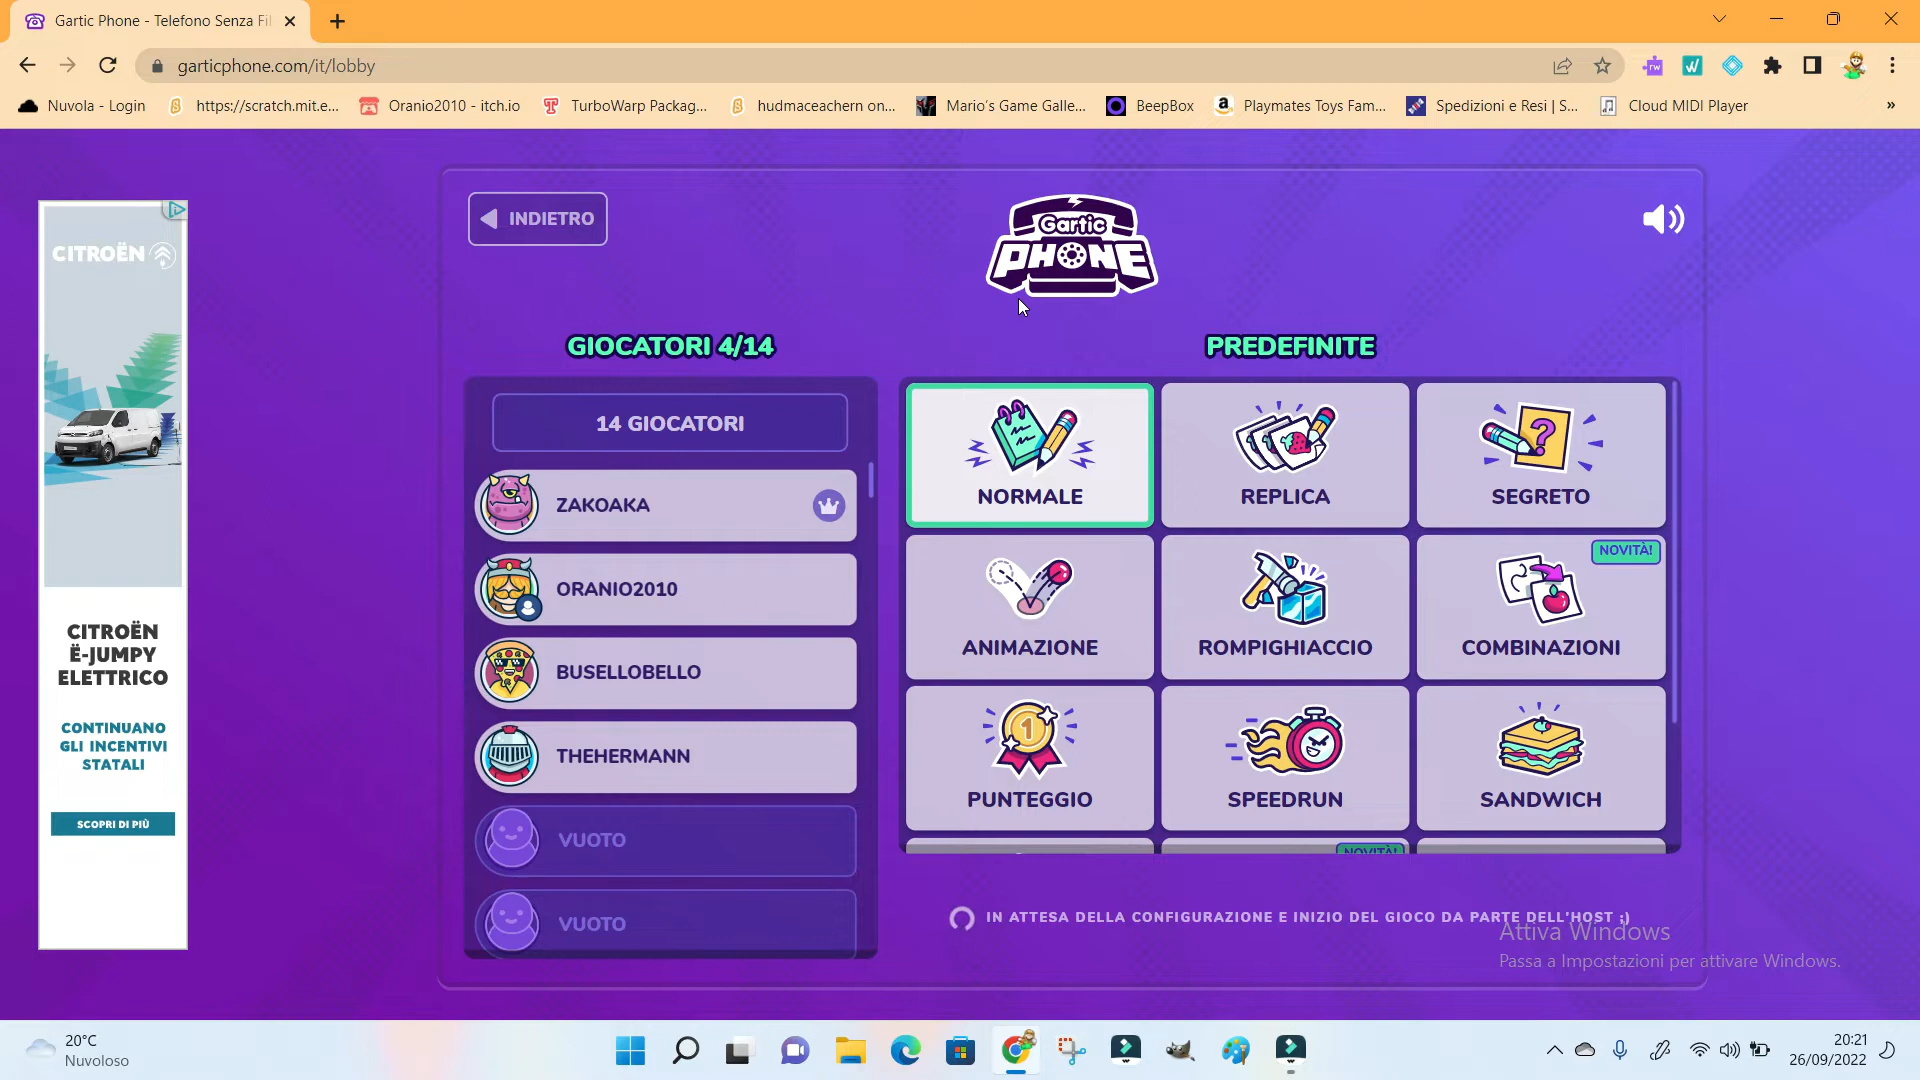 Gartic Phone - Telefono Senza Fil
garticphone.com/it/lobby
Nuvola - Login
https://scratch.mit.e...
Oranio2010 - itch.io
TurboWarp Packag...
hudmaceachern on...
Mario's Game Galle...
BeepBox
Playmates Toys Fam...
Spedizioni e Resi | S...
Cloud MIDI Player
»
INDIETRO
Gartic
PHONE
CITROËN
CITROËN
Ë-JUMPY
ELETTRICO
CONTINUANO
GLI INCENTIVI
STATALI
SCOPRI DI PIÙ
GIOCATORI 4/14
14 GIOCATORI
ZAKOAKA
ORANIO2010
BUSELLOBELLO
THEHERMANN
VUOTO
VUOTO
PREDEFINITE
NORMALE
REPLICA
SEGRETO
ANIMAZIONE
ROMPIGHIACCIO
NOVITÀ!
COMBINAZIONI
1
PUNTEGGIO
SPEEDRUN
SANDWICH
NOVITÀ!
IN ATTESA DELLA CONFIGURAZIONE E INIZIO DEL GIOCO DA PARTE DELL'HOST ;)
Attiva Windows
Passa a Impostazioni per attivare Windows.
20°C
Nuvoloso
20:21
26/09/2022